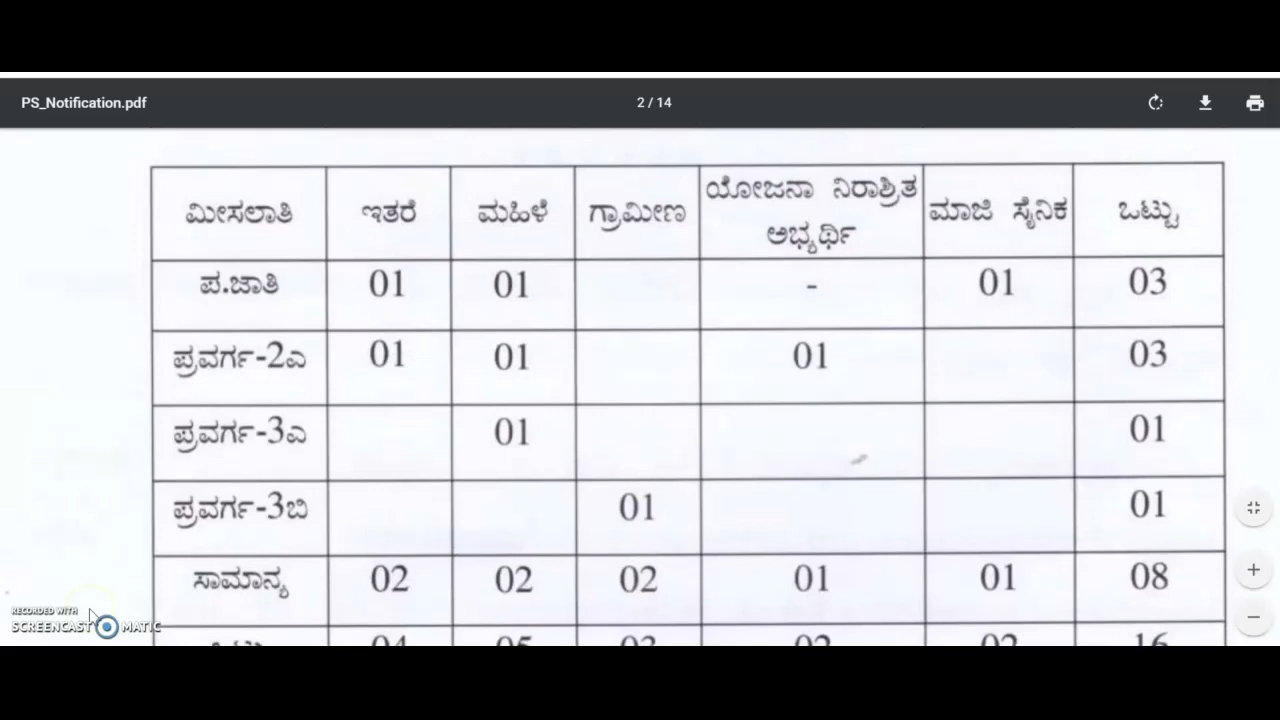 PS_Notification.pdf 2 / 14
ಮೀಸಲಾತಿ ಇತರೆ ಮಹಿಳೆ ಗ್ರಾಮೀಣ ಯೋಜನಾ ನಿರಾಶ್ರಿತ ಅಭ್ಯರ್ಥಿ ಮಾಜಿ ಸೈನಿಕ ಒಟ್ಟು
ಪ.ಜಾತಿ 01 01 - 01 03
ಪ್ರವರ್ಗ-2ಎ 01 01 01 03
ಪ್ರವರ್ಗ-3ಎ 01 01
ಪ್ರವರ್ಗ-3ಬಿ 01 01
ಸಾಮಾನ್ಯ 02 02 02 01 01 08
RECORDED WITH
SCREENCAST O MATIC